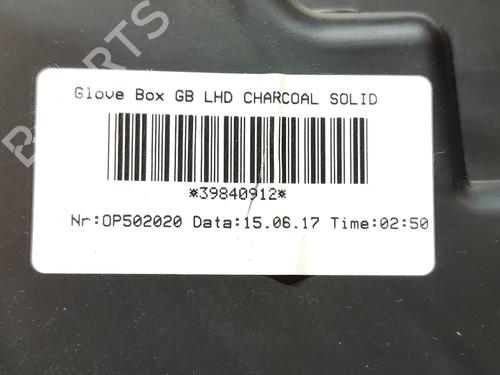 Glove Box GB LHD CHARCOAL SOLID
*39840912*
Nr:OP502020 Data:15.06.17 Time:02:50